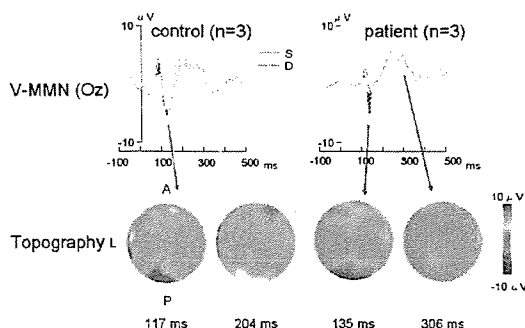 μV
10
control (n=3)
S
D
V-MMN (Oz)
-10
-100 100 300 500 ms
μV
10
patient (n=3)
-10
-100 100 300 500
ms
A
Topography L
P
117 ms 204 ms 135 ms 306 ms
10 μV
-10 μV